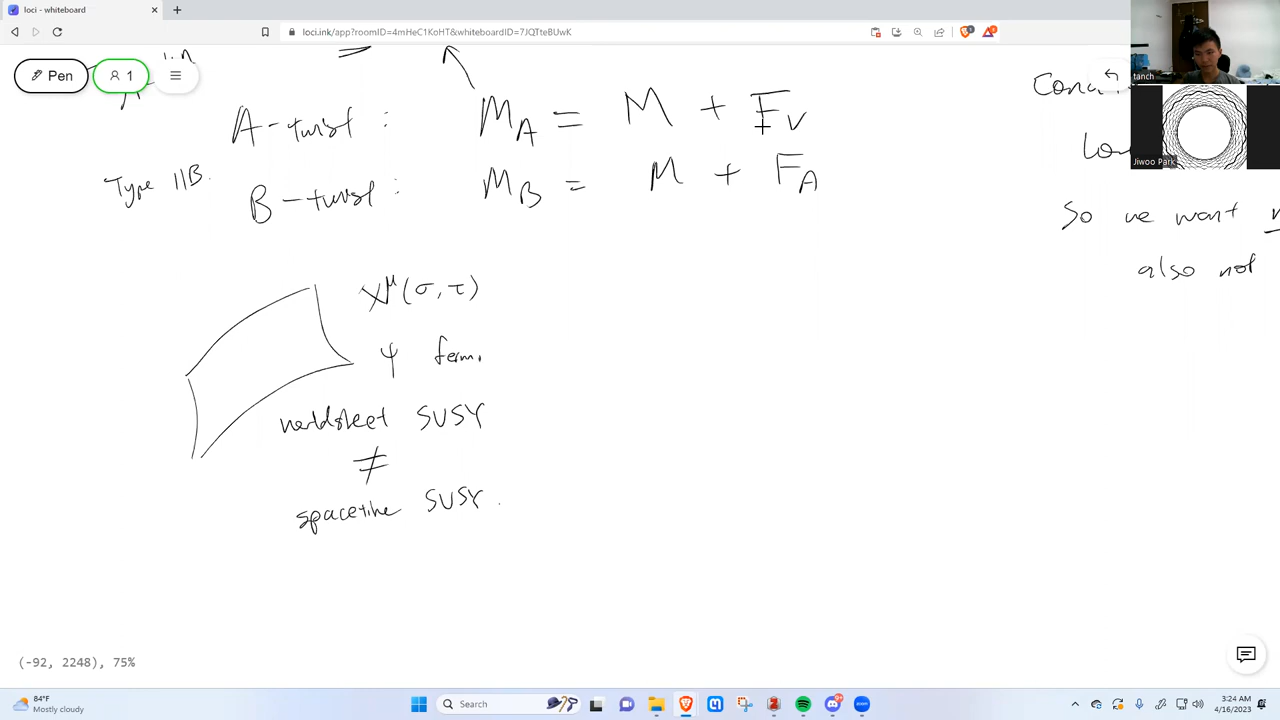 loci - whiteboard
loci.ink/app?roomID=4mHeC1KoHT&whiteboardID=7JQTteBUwK
Pen
1
A-twist : M_A = M + F_V
Type IIB.
B-twist : M_B = M + F_A
X^μ(σ, τ)
ψ ferm.
worldsheet SUSY
≠
spacetime SUSY.
So we want
also not
tanch
Jiwoo Park
(-92, 2248), 75%
84°F
Mostly cloudy
Search
zoom
3:24 AM
4/16/2023